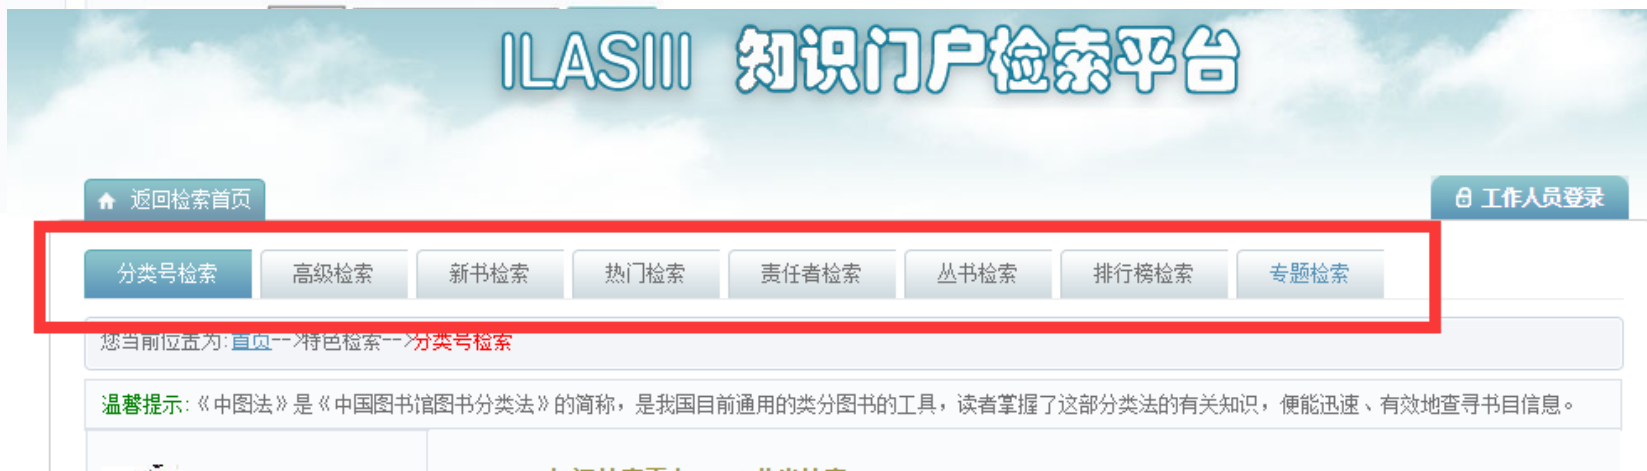 ILASIII 知识门户检索平台
返回检索首页 工作人员登录
分类号检索 高级检索 新书检索 热门检索 责任者检索 丛书检索 排行榜检索 专题检索
您当前位置为:首页-->特色检索-->分类号检索
温馨提示:《中图法》是《中国图书馆图书分类法》的简称，是我国目前通用的类分图书的工具，读者掌握了这部分类法的有关知识，便能迅速、有效地查寻书目信息。